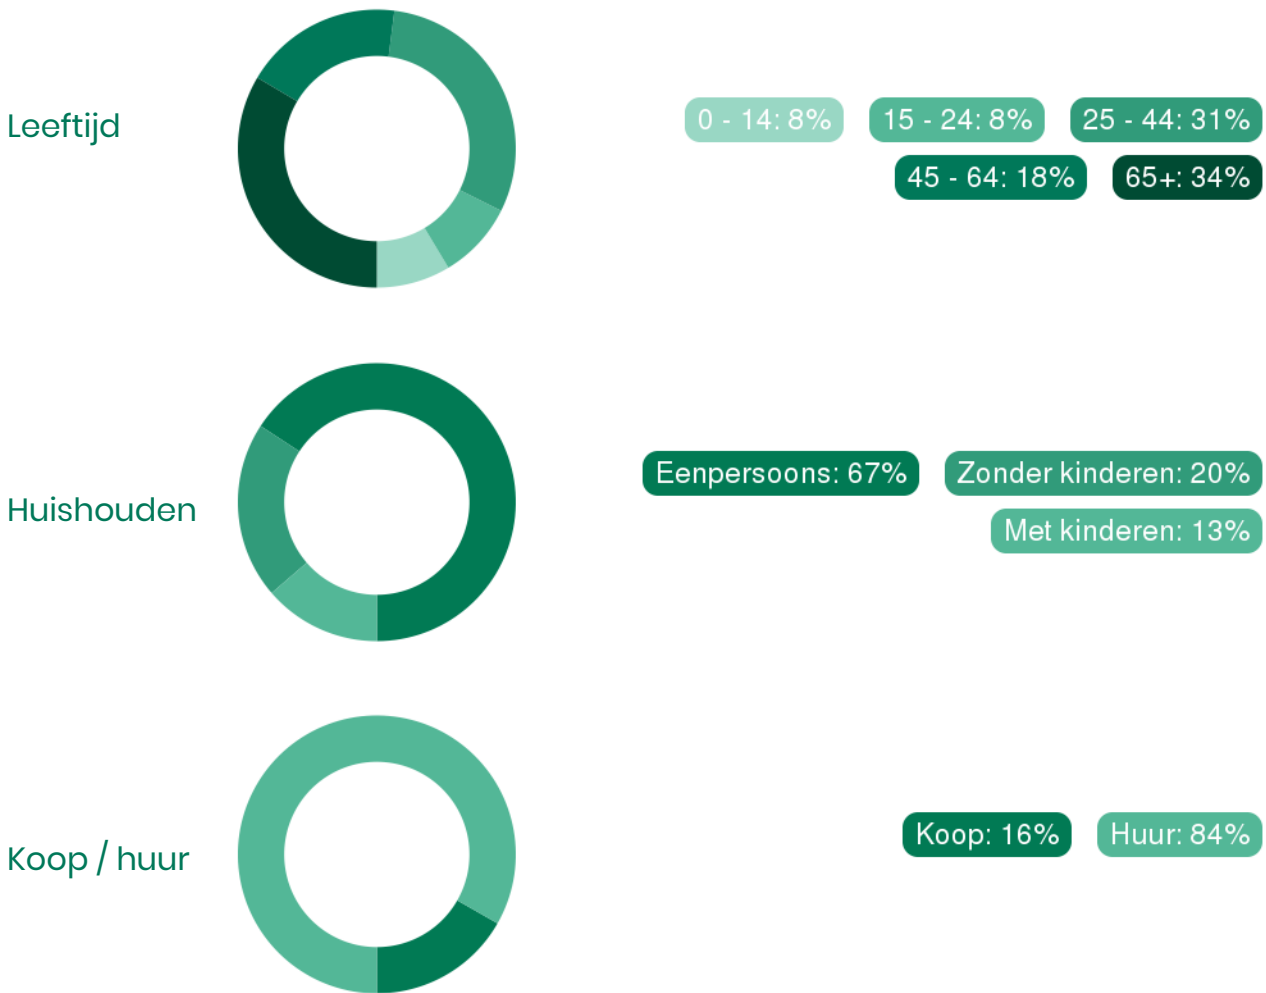 Leeftijd
0 - 14: 8% 15 - 24: 8% 25 - 44: 31%
45 - 64: 18% 65+: 34%
Huishouden
Eenpersoons: 67% Zonder kinderen: 20%
Met kinderen: 13%
Koop / huur
Koop: 16% Huur: 84%